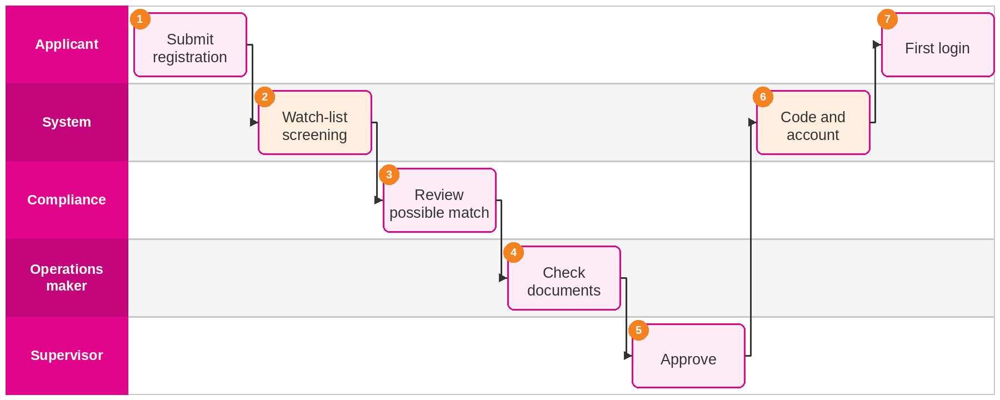 Applicant
1
Submit
registration
7
First login
System
2
Watch-list
screening
6
Code and
account
Compliance
3
Review
possible match
Operations
maker
4
Check
documents
Supervisor
5
Approve